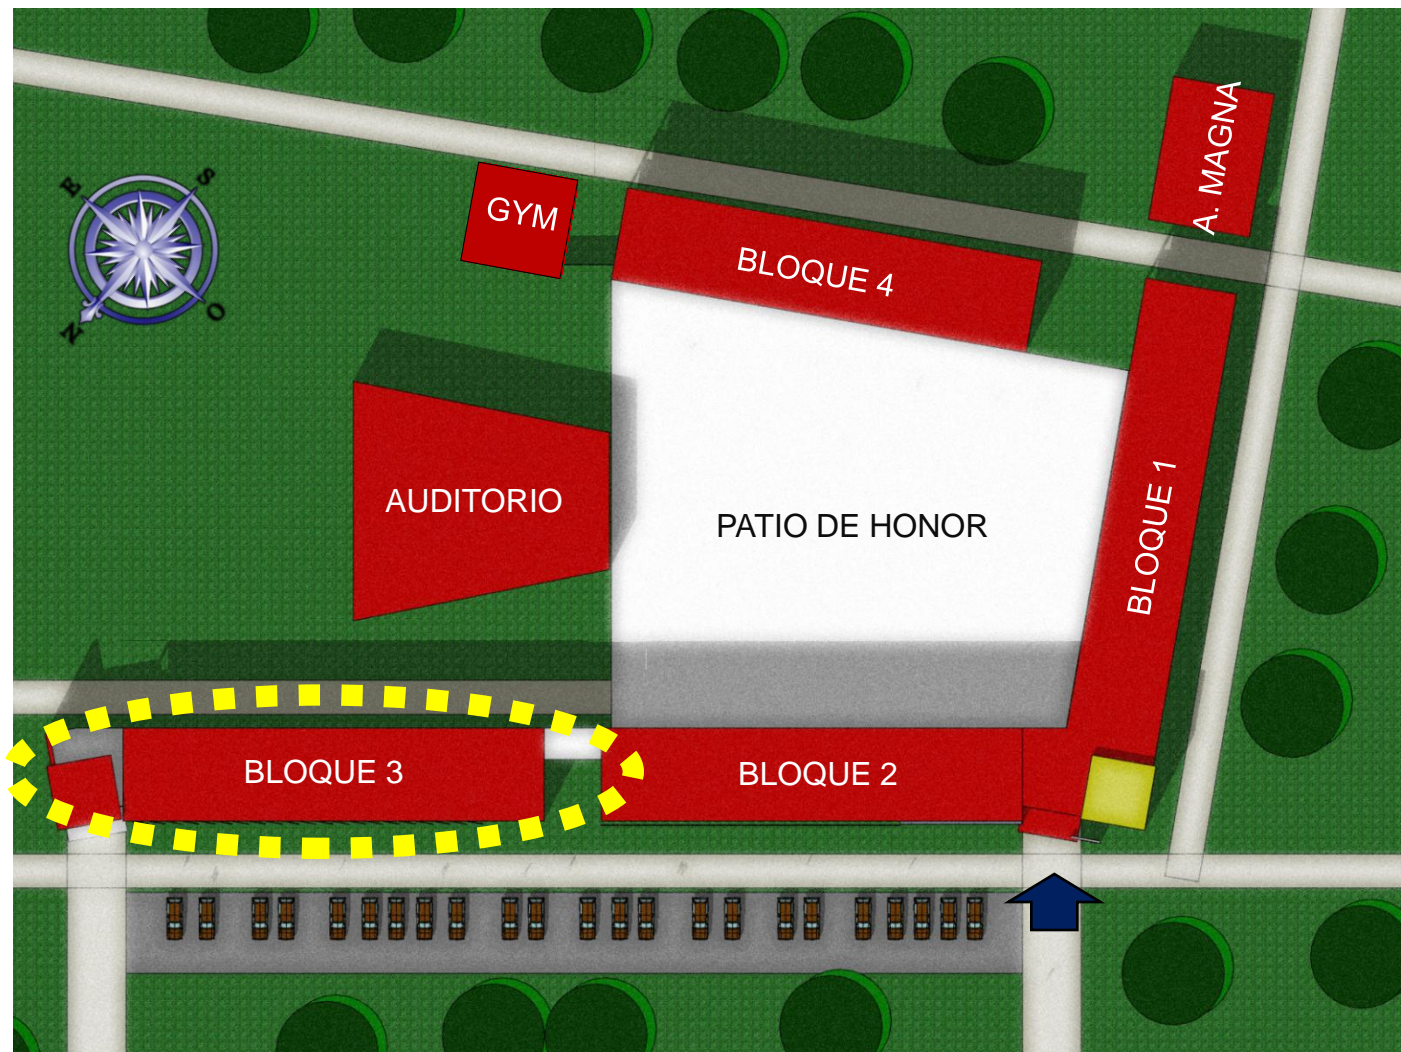 A. MAGNA
E
S
GYM
BLOQUE 4
N
O
AUDITORIO
PATIO DE HONOR
BLOQUE 1
BLOQUE 3
BLOQUE 2